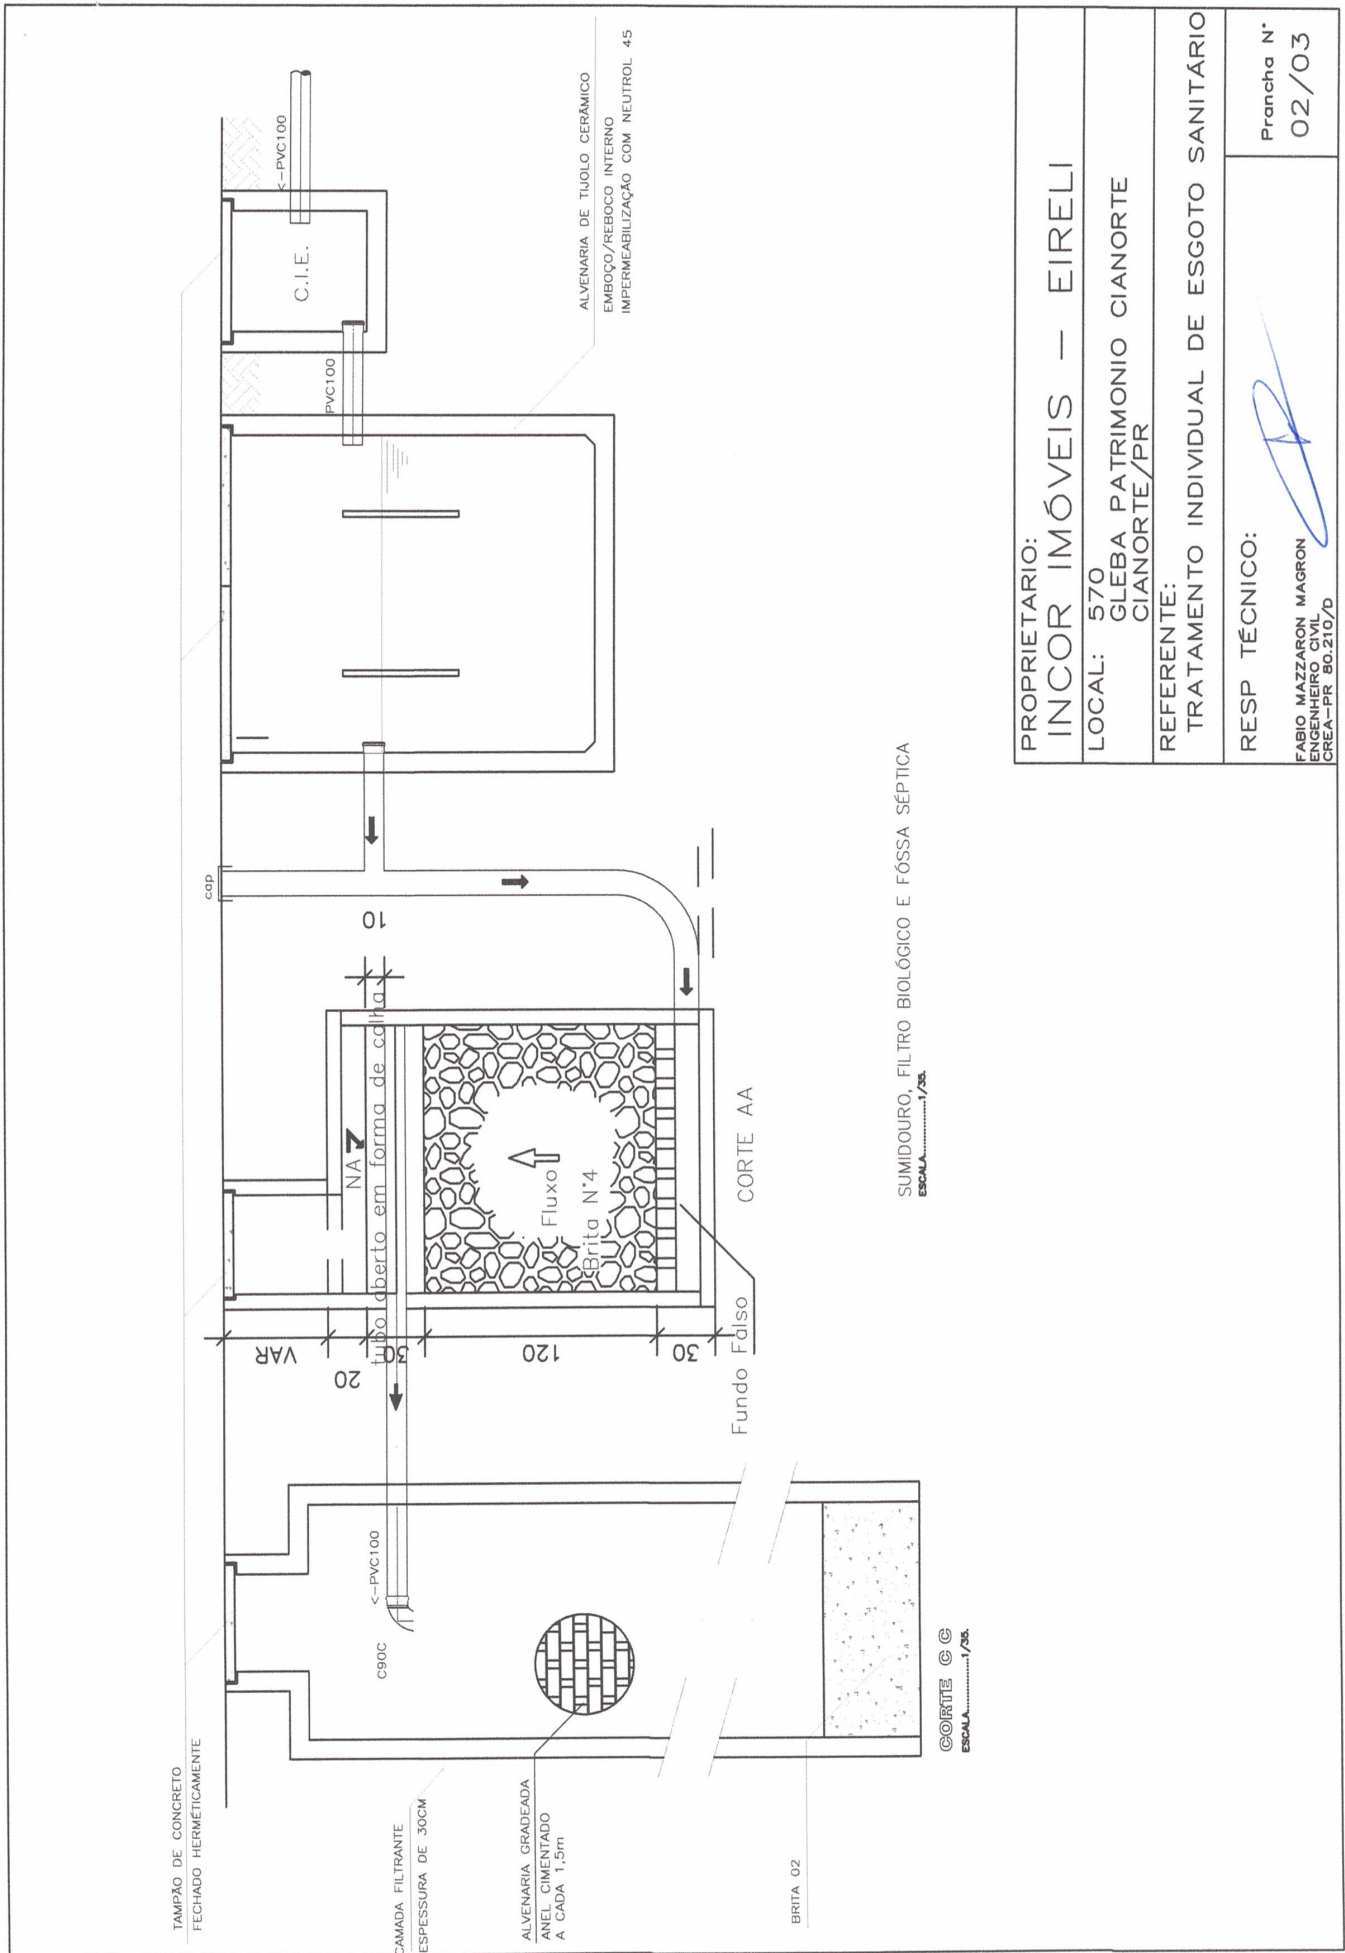 TAMPÃO DE CONCRETO
FECHADO HERMÉTICAMENTE
CAMADA FILTRANTE
ESPESSURA DE 30CM
ALVENARIA GRADEADA
ANEL CIMENTADO
A CADA 1,5m
BRITA 02
C90C
<-PVC100
CORTE CC
ESCALA..............1/35.
VAR
20
30
120
30
NA
tubo aberto em forma de calha
10
Fluxo
Brita N°4
Fundo Falso
CORTE AA
cap
SUMIDOURO, FILTRO BIOLÓGICO E FÓSSA SÉPTICA
ESCALA..............1/35.
PVC100
C.I.E.
<-PVC100
ALVENARIA DE TIJOLO CERÂMICO
EMBOÇO/REBOCO INTERNO
IMPERMEABILIZAÇÃO COM NEUTROL 45
PROPRIETARIO:
INCOR IMÓVEIS – EIRELI
LOCAL: 570
GLEBA PATRIMONIO CIANORTE
CIANORTE/PR
REFERENTE:
TRATAMENTO INDIVIDUAL DE ESGOTO SANITÁRIO
RESP TÉCNICO:
FABIO MAZZARON MAGRON
ENGENHEIRO CIVIL
CREA-PR 80.210/D
Prancha N°
02/03